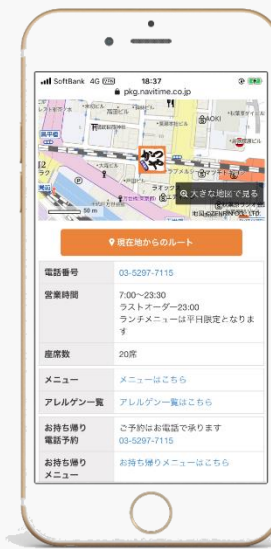 SoftBank 4G 18:37
pkg.navitime.co.jp
AOKI
50 m
大きな地図で見る
現在地からのルート
電話番号 03-5297-7115
営業時間 7:00〜23:30
ラストオーダー23:00
ランチメニューは平日限定となりま
す
座席数 20席
メニュー メニューはこちら
アレルゲン一覧 アレルゲン一覧はこちら
お持ち帰り ご予約はお電話で承ります
電話予約 03-5297-7115
お持ち帰り お持ち帰りメニューはこちら
メニュー